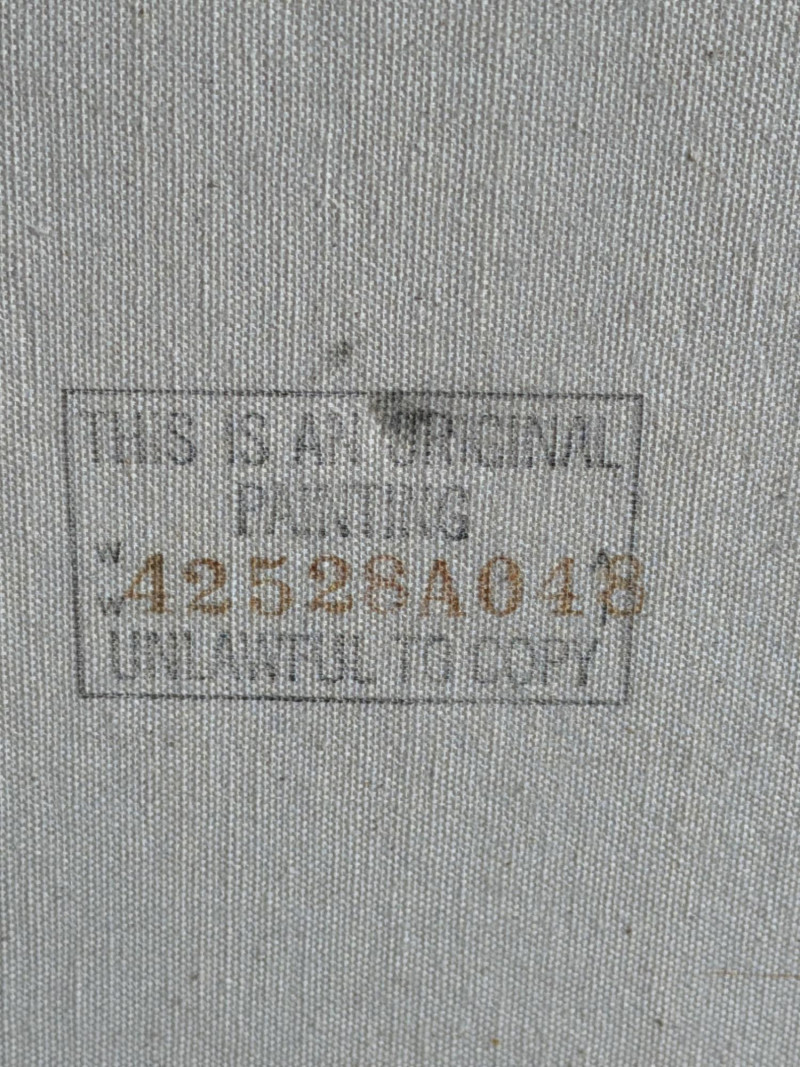 THIS IS AN ORIGINAL
PAINTING
W 42528A048 A
W
UNLAWFUL TO COPY